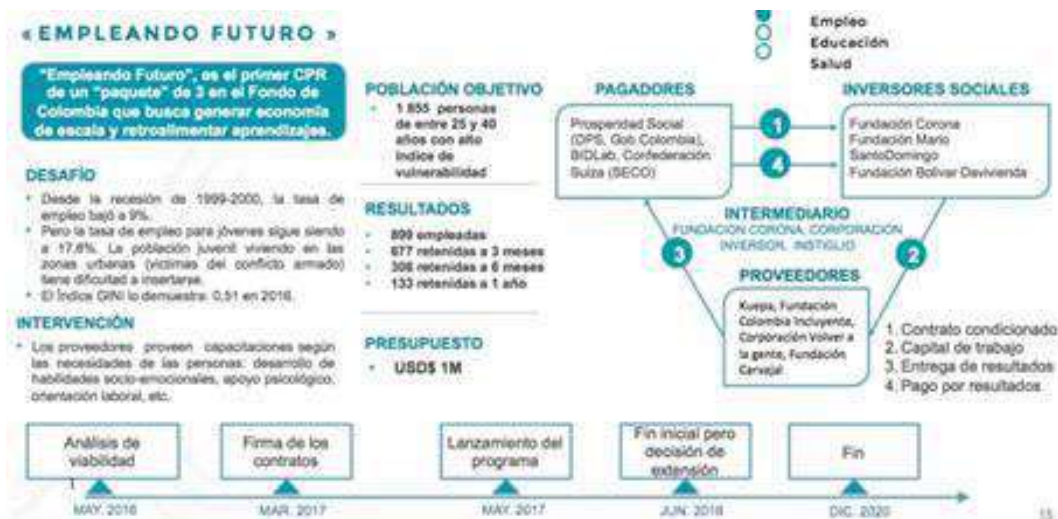 « EMPLEANDO FUTURO »
Empleo
Educación
Salud
"Empleando Futuro", es el primer CPR
de un "paquete" de 3 en el Fondo de
Colombia que busca generar economía
de escala y retroalimentar aprendizajes.
DESAFÍO
Desde la recesión de 1999-2000, la tasa de
empleo bajó a 9%.
Pero la tasa de empleo para jóvenes sigue siendo
a 17,6%. La población juvenil viviendo en las
zonas urbanas (víctimas del conflicto armado)
tiene dificultad a insertarse.
El Índice GINI lo demuestra: 0,51 en 2016.
INTERVENCIÓN
Los proveedores proveen capacitaciones según
las necesidades de las personas: desarrollo de
habilidades socio-emocionales, apoyo psicológico,
orientación laboral, etc.
POBLACIÓN OBJETIVO
1 855 personas
de entre 25 y 40
años con alto
índice de
vulnerabilidad
RESULTADOS
899 empleadas
677 retenidas a 3 meses
308 retenidas a 6 meses
133 retenidas a 1 año
PRESUPUESTO
USD$ 1M
PAGADORES
Prosperidad Social
(DPS, Gob Colombia),
BIDLab, Confederación
Suiza (SECO)
1
4
INVERSORES SOCIALES
Fundación Corona
Fundación Mario
SantoDomingo
Fundación Bolivar Davivienda
INTERMEDIARIO
FUNDACIÓN CORONA, CORPORACIÓN
INVERSOR, INSTIGLIO
3
2
PROVEEDORES
Kuepa, Fundación
Colombia Incluyente,
Corporación Volver a
la gente, Fundación
Carvajal
1. Contrato condicionado
2. Capital de trabajo
3. Entrega de resultados
4. Pago por resultados
Análisis de
viabilidad
Firma de los
contratos
Lanzamiento del
programa
Fin inicial pero
decisión de
extensión
Fin
1
MAY. 2016
MAR. 2017
MAY. 2017
JUN. 2018
DIC. 2020